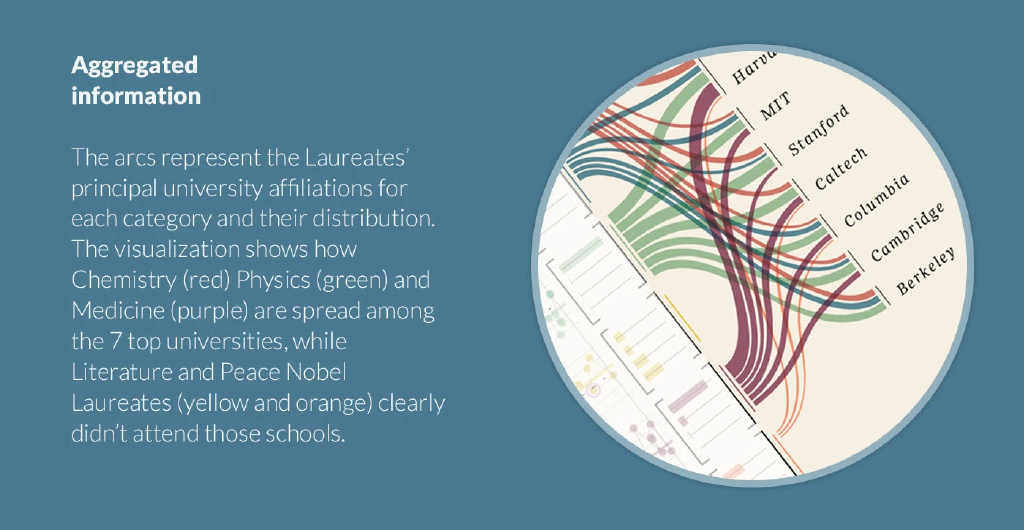 Aggregated
information
The arcs represent the Laureates’
principal university affiliations for
each category and their distribution.
The visualization shows how
Chemistry (red) Physics (green) and
Medicine (purple) are spread among
the 7 top universities, while
Literature and Peace Nobel
Laureates (yellow and orange) clearly
didn’t attend those schools.
Harva
MIT
Stanford
Caltech
Columbia
Cambridge
Berkeley